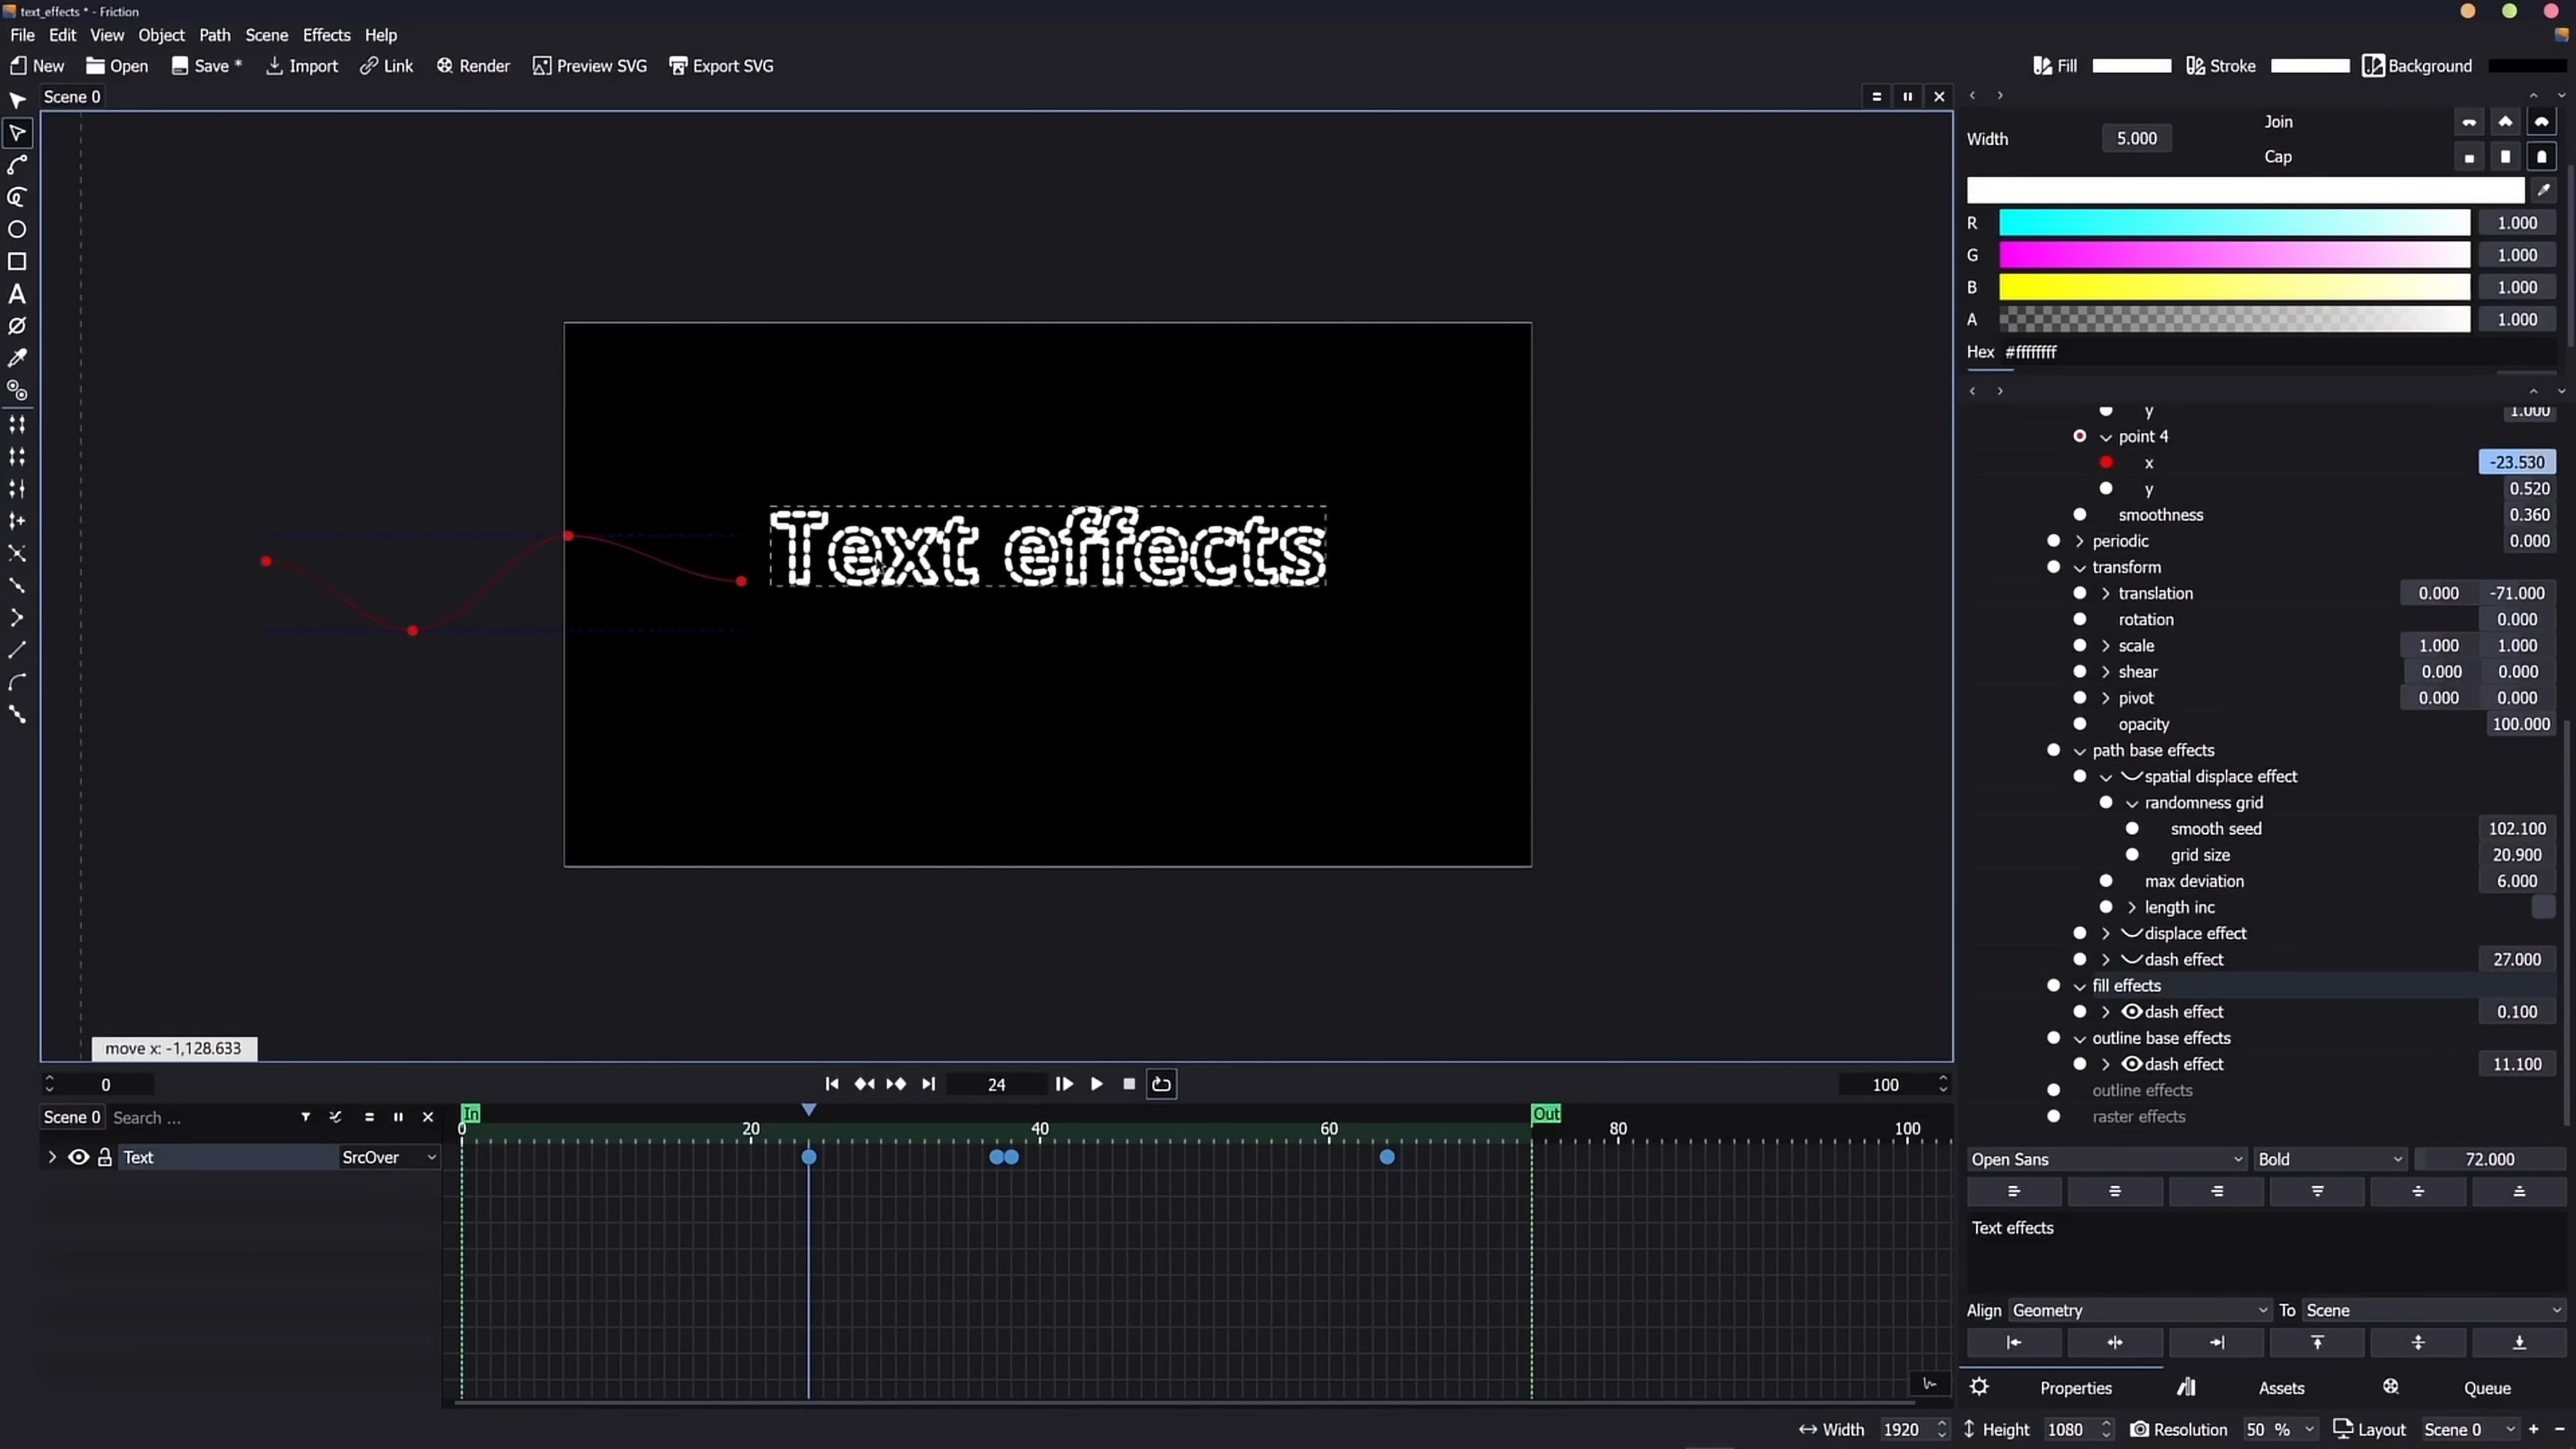 text_effects * - Friction
File Edit View Object Path Scene Effects Help
New Open Save * Import Link Render Preview SVG Export SVG Fill Stroke Background
Scene 0
Width 5.000 Join
Cap
R 1.000
G 1.000
B 1.000
A 1.000
Hex #ffffffff
y 1.000
point 4
x -23.530
y 0.520
smoothness 0.360
periodic 0.000
transform
translation 0.000 -71.000
rotation 0.000
scale 1.000 1.000
shear 0.000 0.000
pivot 0.000 0.000
opacity 100.000
path base effects
spatial displace effect
randomness grid
smooth seed 102.100
grid size 20.900
max deviation 6.000
length inc
displace effect
dash effect 27.000
fill effects
dash effect 0.100
outline base effects
dash effect 11.100
outline effects
raster effects
Text effects
move x: -1,128.633
0 24 100
Scene 0 Search ... In Out
0 20 40 60 80 100
Text SrcOver
Open Sans Bold 72.000
Text effects
Align Geometry To Scene
Properties Assets Queue
Width 1920 Height 1080 Resolution 50 % Layout Scene 0